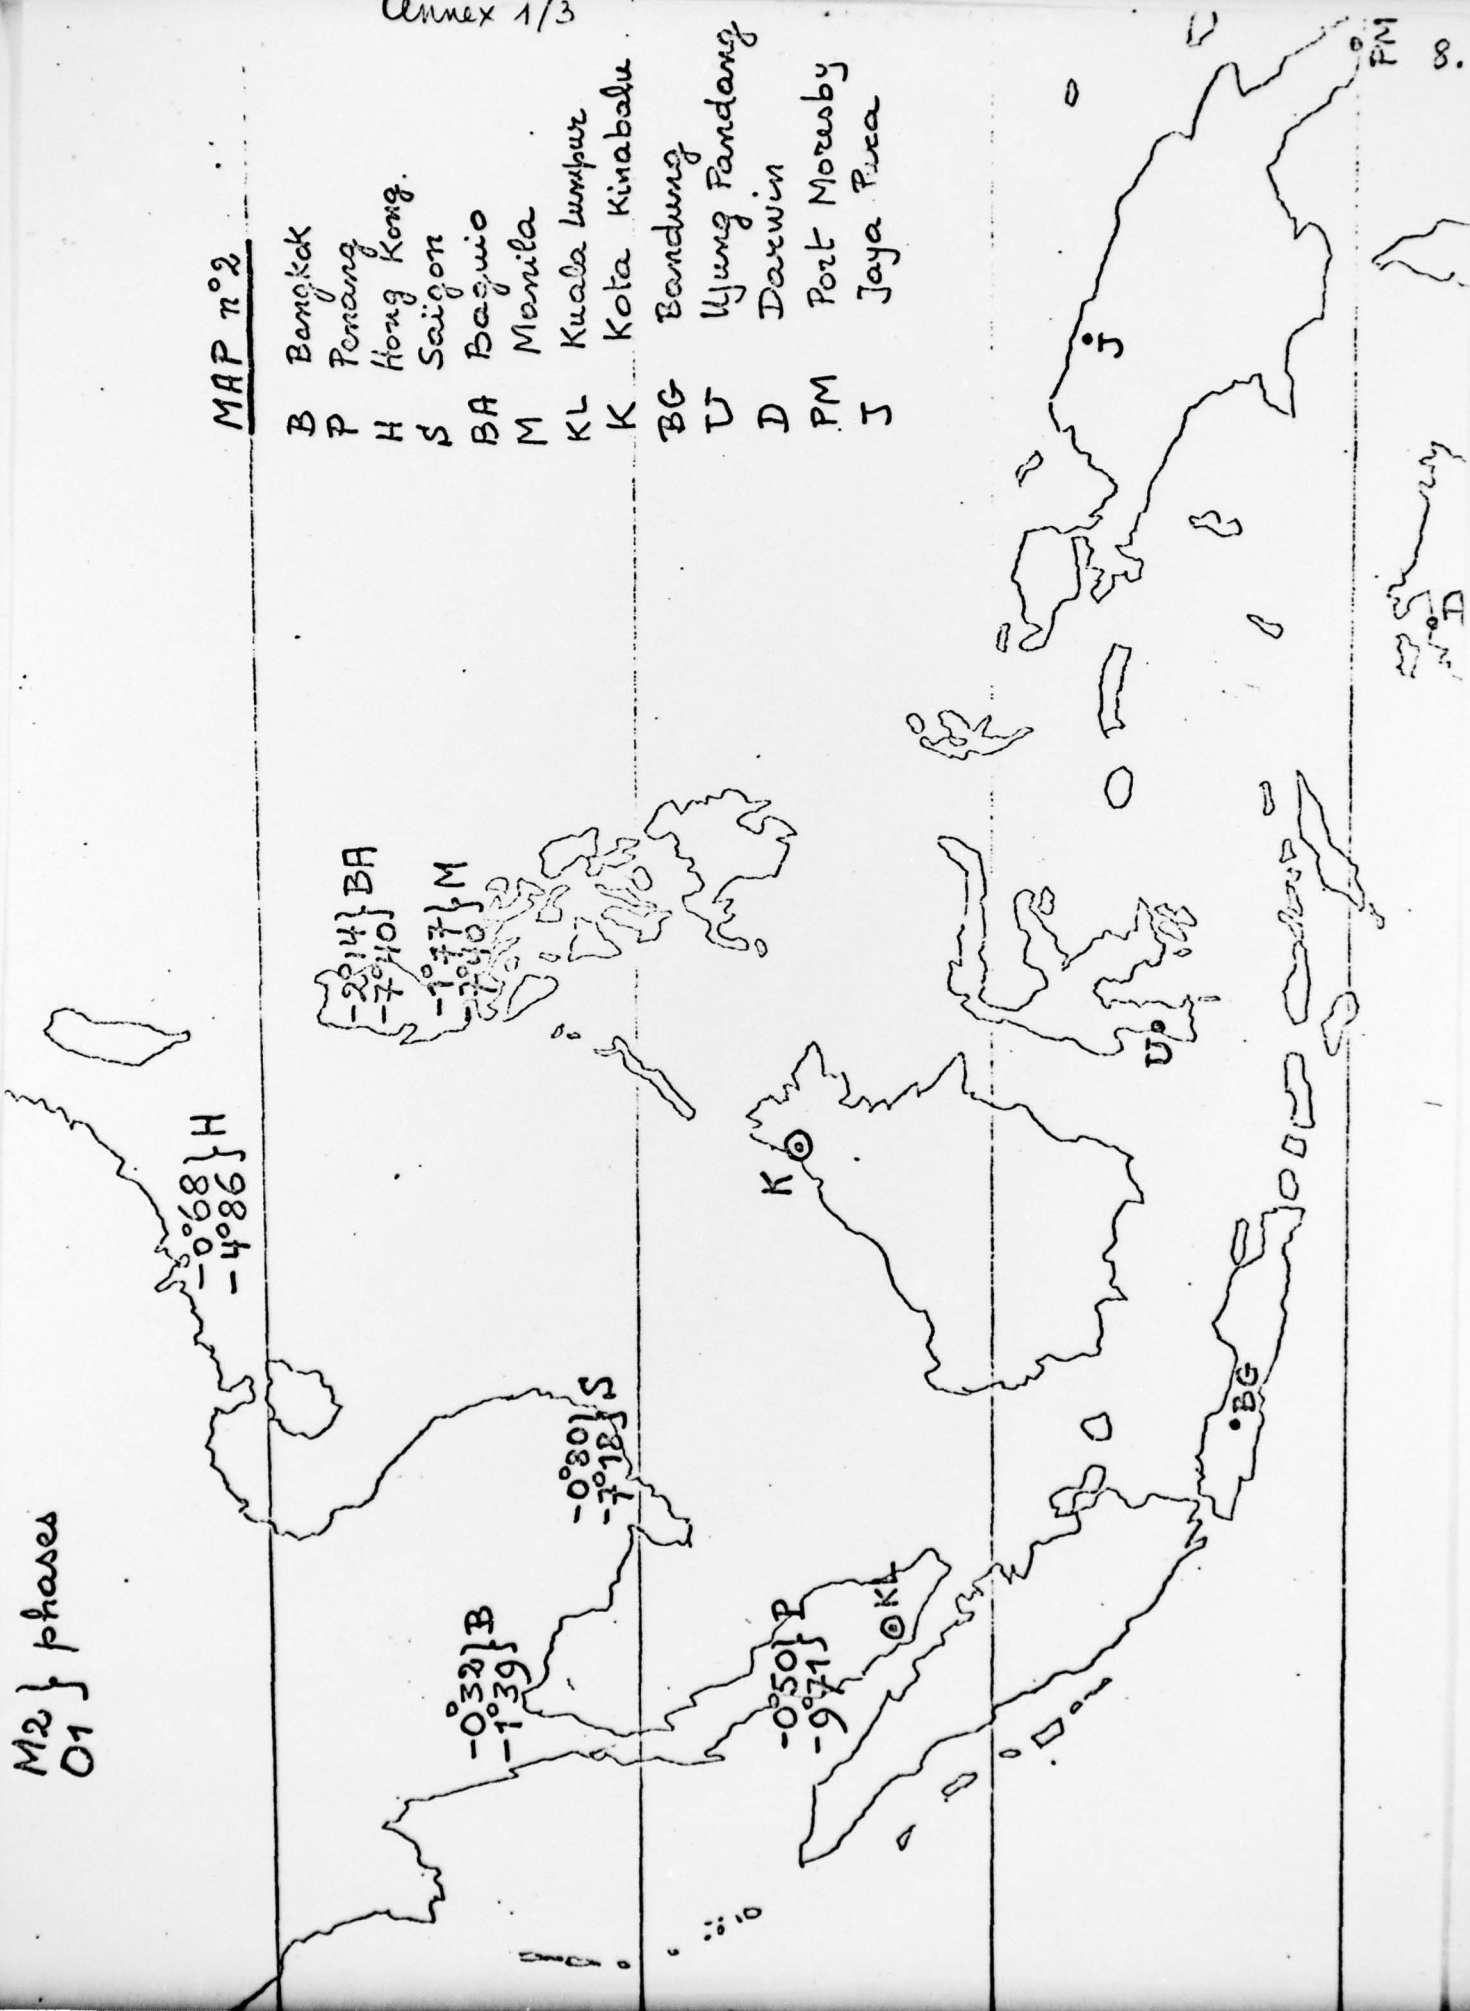 Annex 1/3
8.
M2 } phases
O1
MAP n°2
B Bangkok
P Penang
H Hong Kong.
S Saïgon
BA Baguio
M Manila
KL Kuala Lumpur
K Kota Kinabalu
BG Bandung
U Ujung Pandang
D Darwin
PM Port Moresby
J Jaya Pura
-0°68 } H
-4°86
-2°14 } BA
-7°40
-1°77 } M
-7°40
-0°32 } B
-1°39
-0°80 } S
-7°18
-0°50 } P
-9°71
KL
K
U
BG
J
D
PM